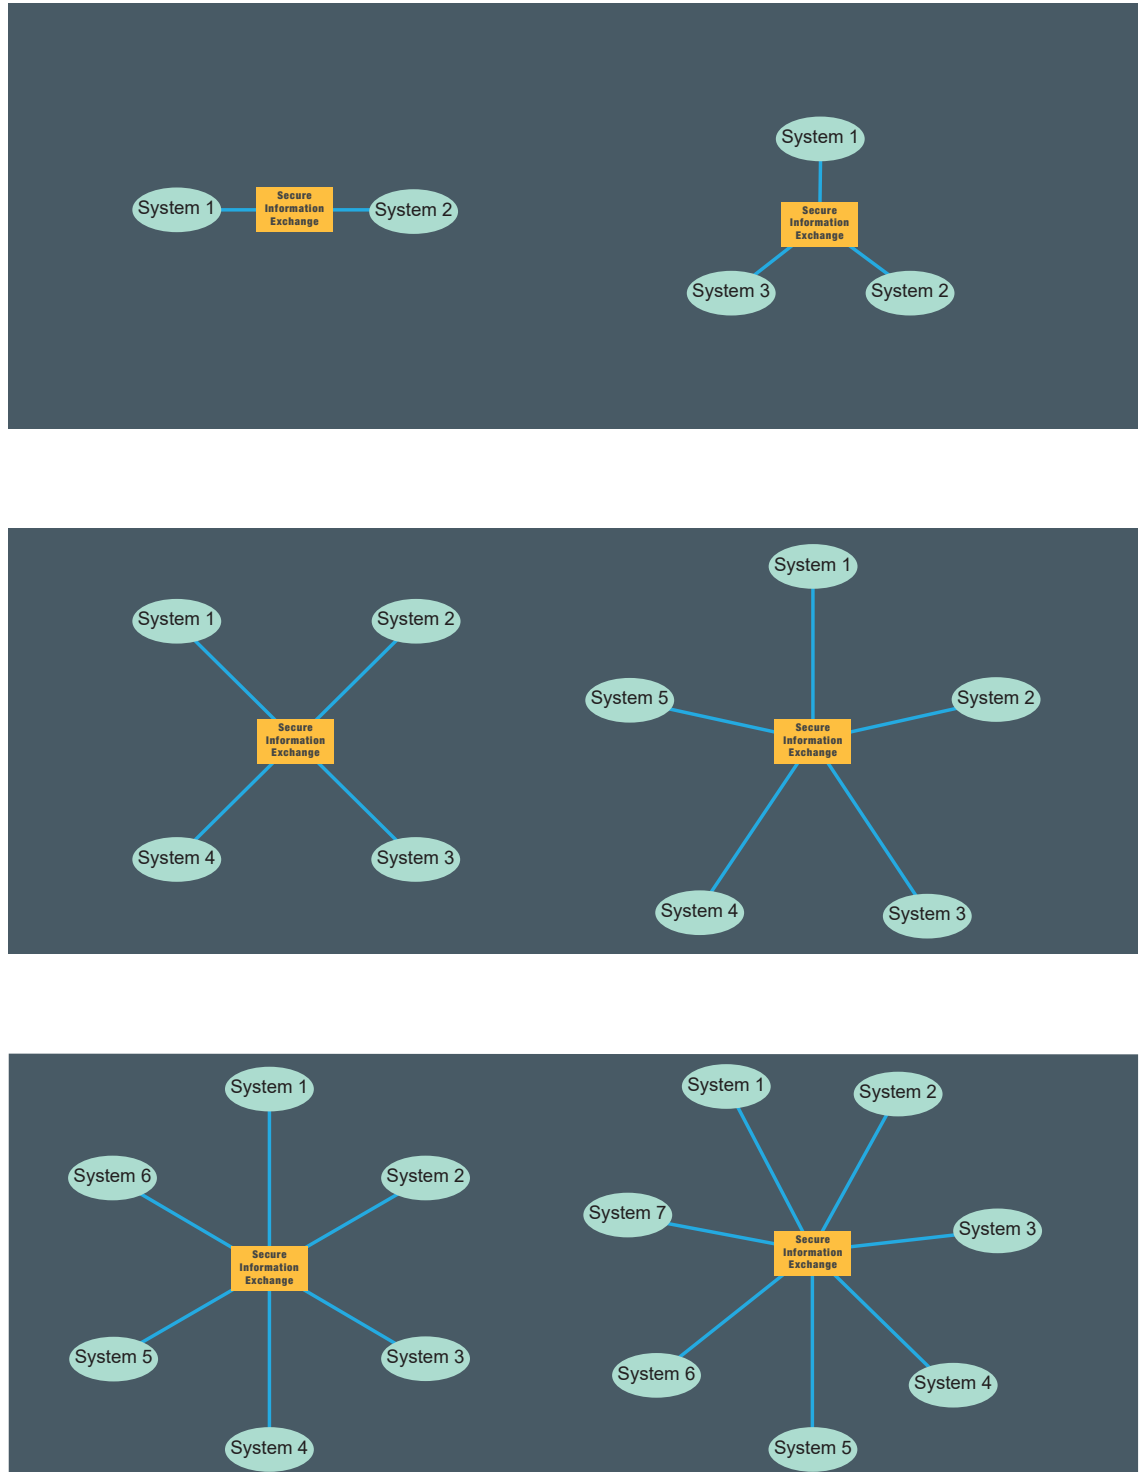 System 1
Secure
Information
Exchange
System 2
System 1
Secure
Information
Exchange
System 3
System 2
System 1
System 2
Secure
Information
Exchange
System 4
System 3
System 1
System 5
System 2
Secure
Information
Exchange
System 4
System 3
System 1
System 6
System 2
Secure
Information
Exchange
System 5
System 3
System 4
System 1
System 2
System 7
System 3
Secure
Information
Exchange
System 6
System 4
System 5